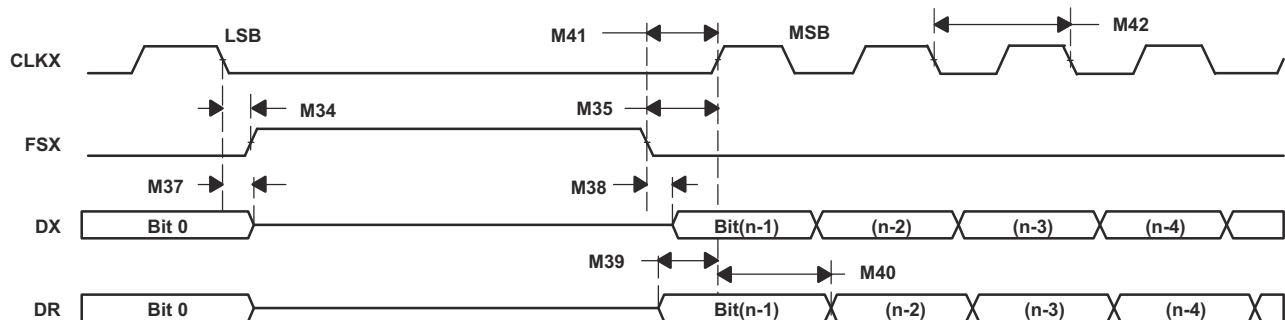 LSB M41 MSB M42
CLKX
M34 M35
FSX
M37 M38
DX Bit 0 Bit(n-1) (n-2) (n-3) (n-4)
M39 M40
DR Bit 0 Bit(n-1) (n-2) (n-3) (n-4)